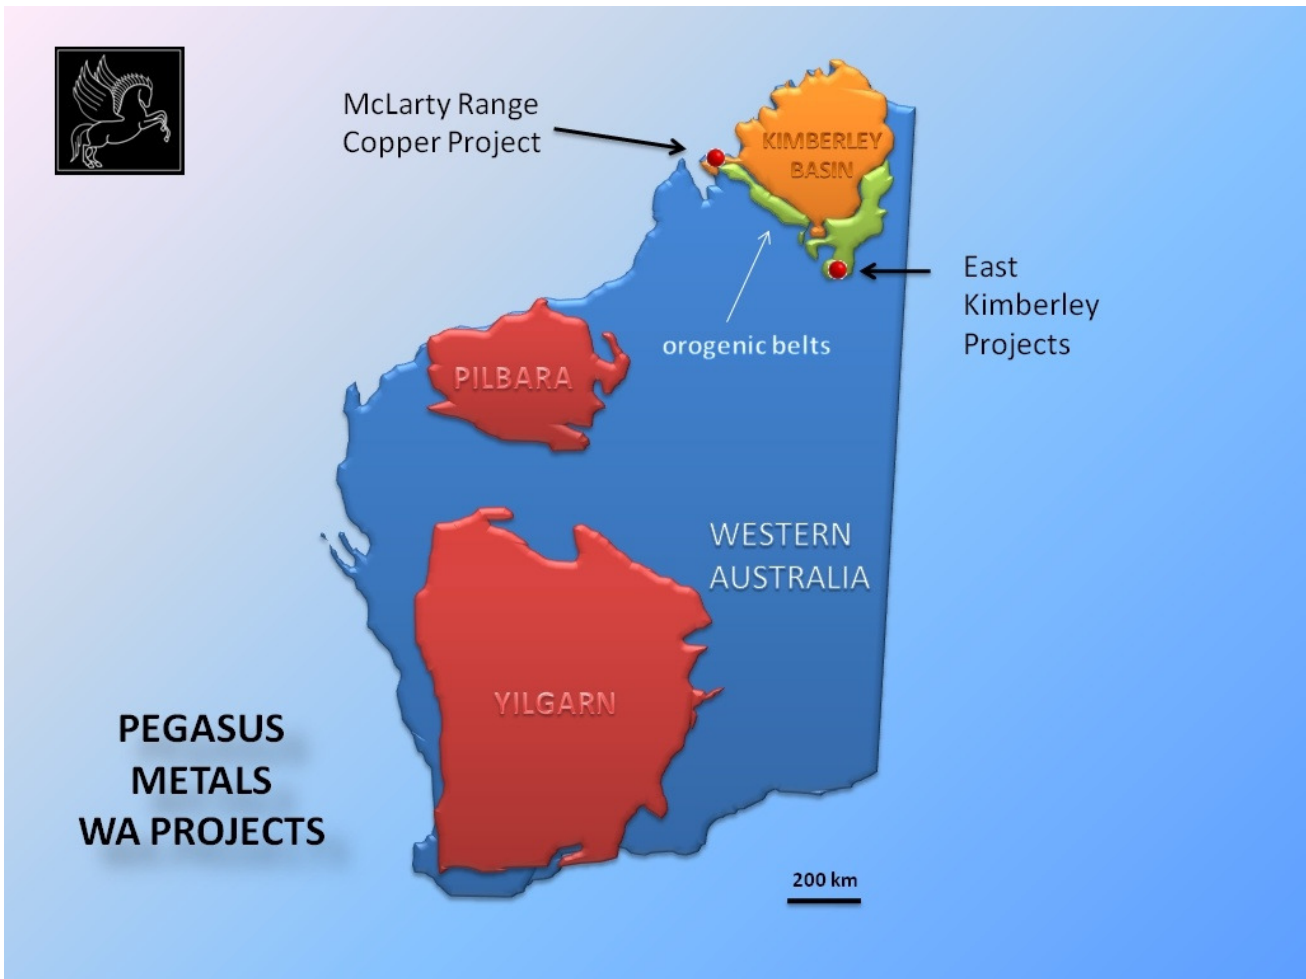 McLarty Range
Copper Project
KIMBERLEY
BASIN
East
Kimberley
Projects
orogenic belts
PILBARA
WESTERN
AUSTRALIA
YILGARN
PEGASUS
METALS
WA PROJECTS
200 km